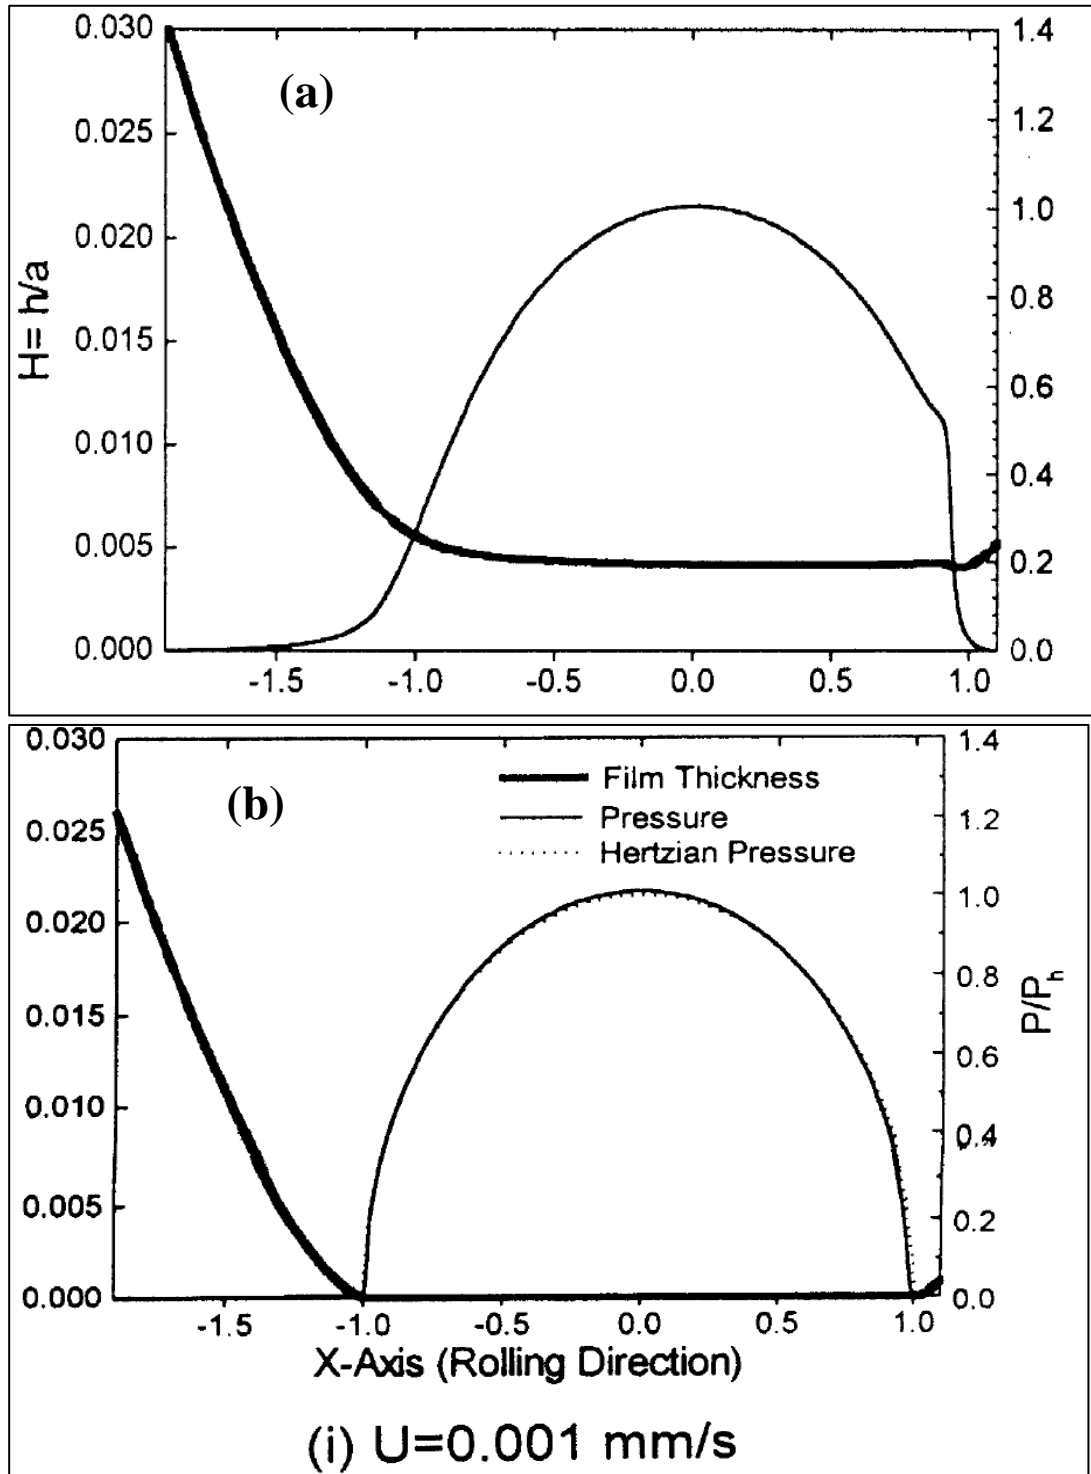 (a)
0.030
0.025
0.020
0.015
0.010
0.005
0.000
H= h/a
1.4
1.2
1.0
0.8
0.6
0.4
0.2
0.0
-1.5 -1.0 -0.5 0.0 0.5 1.0
(b)
0.030
0.025
0.020
0.015
0.010
0.005
0.000
Film Thickness
Pressure
Hertzian Pressure
1.4
1.2
1.0
0.8
0.6
0.4
0.2
0.0
P/Ph
-1.5 -1.0 -0.5 0.0 0.5 1.0
X-Axis (Rolling Direction)
(i) U=0.001 mm/s